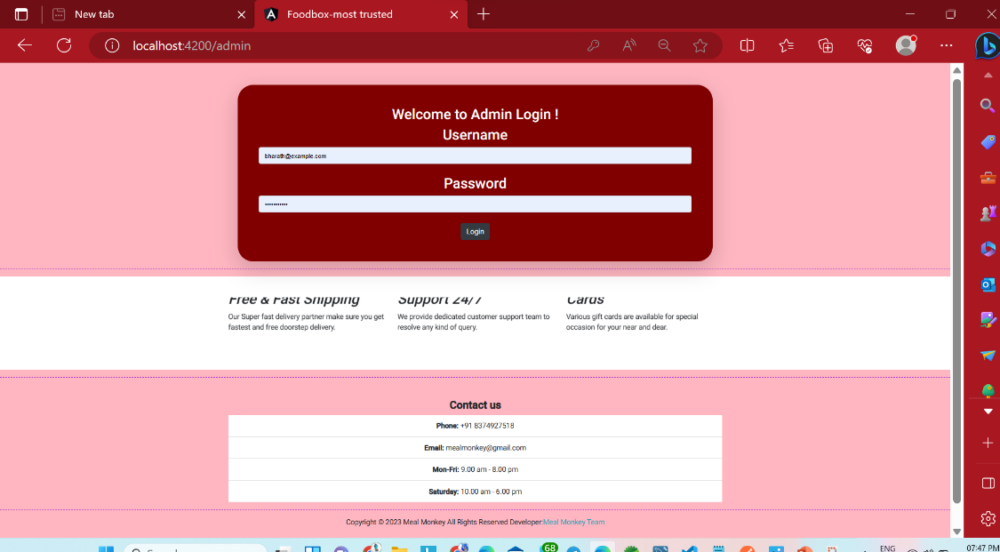 New tab
Foodbox-most trusted
localhost:4200/admin
Welcome to Admin Login !
Username
bharath@example.com
Password
•••••••••••
Login
Free & Fast Shipping
Support 24/7
Cards
Our Super fast delivery partner make sure you get
fastest and free doorstep delivery.
We provide dedicated customer support team to
resolve any kind of query.
Various gift cards are available for special
occasion for your near and dear.
Contact us
Phone: +91 8374927518
Email: mealmonkey@gmail.com
Mon-Fri: 9.00 am - 8.00 pm
Saturday: 10.00 am - 6.00 pm
Copyright © 2023 Meal Monkey All Rights Reserved Developer:Meal Monkey Team
68
ENG
07:47 PM